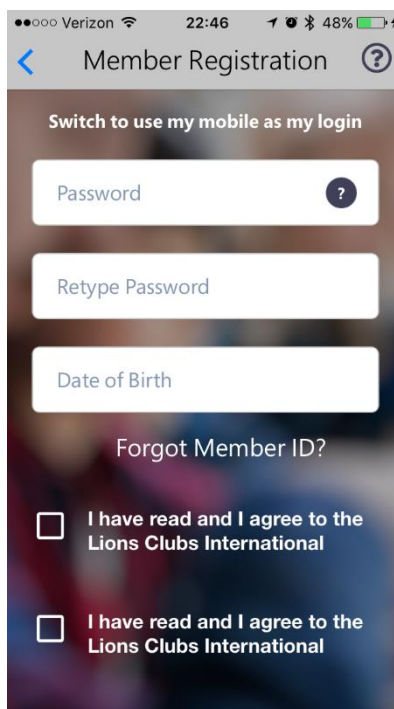 Verizon 22:46 48%
Member Registration ?
Switch to use my mobile as my login
Password ?
Retype Password
Date of Birth
Forgot Member ID?
I have read and I agree to the
Lions Clubs International
I have read and I agree to the
Lions Clubs International